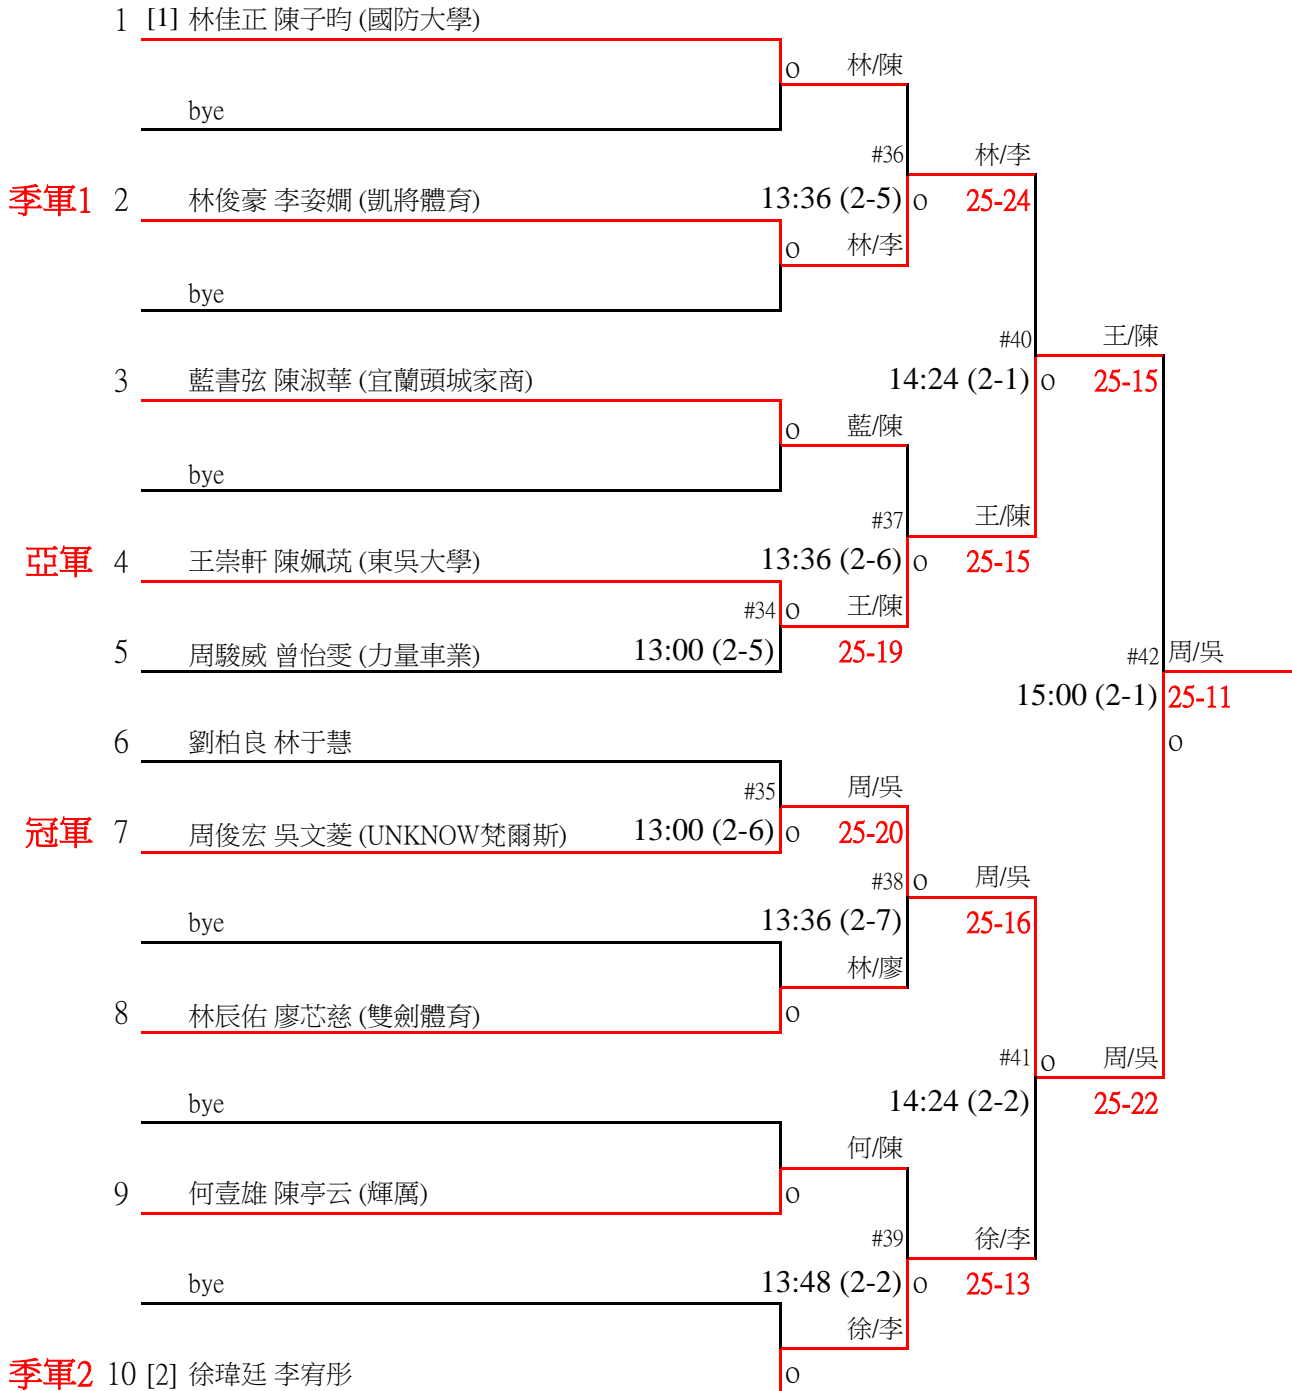 1 [1] 林佳正 陳子昀 (國防大學)
o 林/陳
bye
#36 林/李
季軍1 2 林俊豪 李姿嫺 (凱將體育) 13:36 (2-5) o 25-24
o 林/李
bye
#40 王/陳
3 藍書弦 陳淑華 (宜蘭頭城家商) 14:24 (2-1) o 25-15
o 藍/陳
bye
#37 王/陳
亞軍 4 王崇軒 陳姵茿 (東吳大學) 13:36 (2-6) o 25-15
#34 o 王/陳
5 周駿威 曾怡雯 (力量車業) 13:00 (2-5) 25-19 #42 周/吳
15:00 (2-1) 25-11
6 劉柏良 林于慧 o
#35 周/吳
冠軍 7 周俊宏 吳文菱 (UNKNOW梵爾斯) 13:00 (2-6) o 25-20
#38 o 周/吳
bye 13:36 (2-7) 25-16
林/廖
8 林辰佑 廖芯慈 (雙劍體育) o
#41 o 周/吳
bye 14:24 (2-2) 25-22
何/陳
9 何壹雄 陳亭云 (輝厲) o
#39 徐/李
bye 13:48 (2-2) o 25-13
徐/李
季軍2 10 [2] 徐瑋廷 李宥彤 o